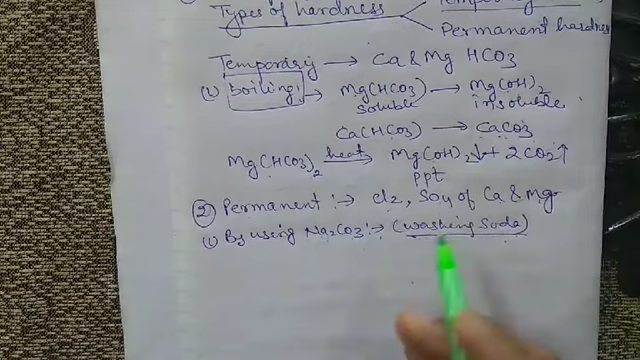 Types of hardness
Permanent hardness
Temporary → Ca & Mg HCO3
(1) boiling: → Mg(HCO3) → Mg(OH)2
soluble insoluble
Ca(HCO3) → CaCO3
Mg(HCO3)2 heat→ Mg(OH)2↓ + 2CO2↑
ppt
(2) Permanent :→ cl2, SO4 of Ca & Mg
(1) By using Na2CO3 :→ (washing Soda)